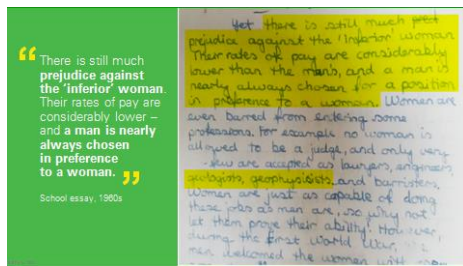 “ There is still much
prejudice against
the ‘inferior’ woman.
Their rates of pay are
considerably lower –
and a man is nearly
always chosen
in preference
to a woman. ”
School essay, 1960s
Yet there is still much
prejudice against the "Inferior" woman
Their rates of pay are considerably
lower than the mans, and a man is
nearly always chosen for a position
in preference to a woman. Women are
even barred from entering some
professions. For example no woman is
allowed to be a judge, and only very
few are accepted as lawyers, engineers,
geologists, geophysicists, and barristers.
Women are just as capable of doing
these jobs as men are, so why not
let them prove their ability. However,
during the first World War,
men welcomed the women with